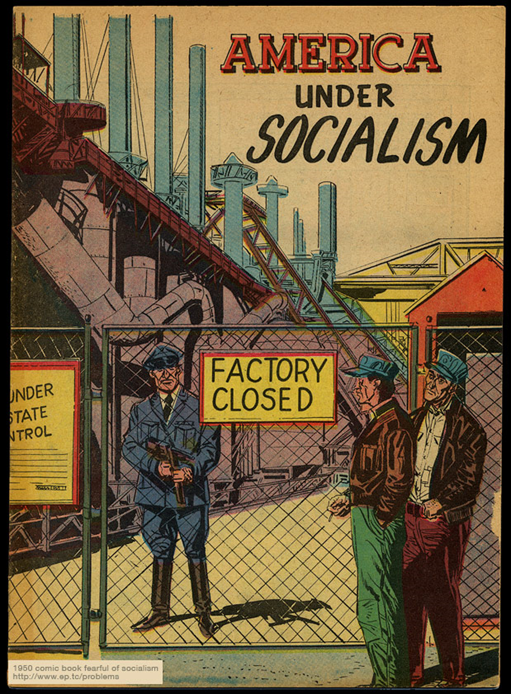 AMERICA
UNDER
SOCIALISM
FACTORY
CLOSED
UNDER
STATE
NTROL
1950 comic book fearful of socialism
http://www.ep.tc/problems